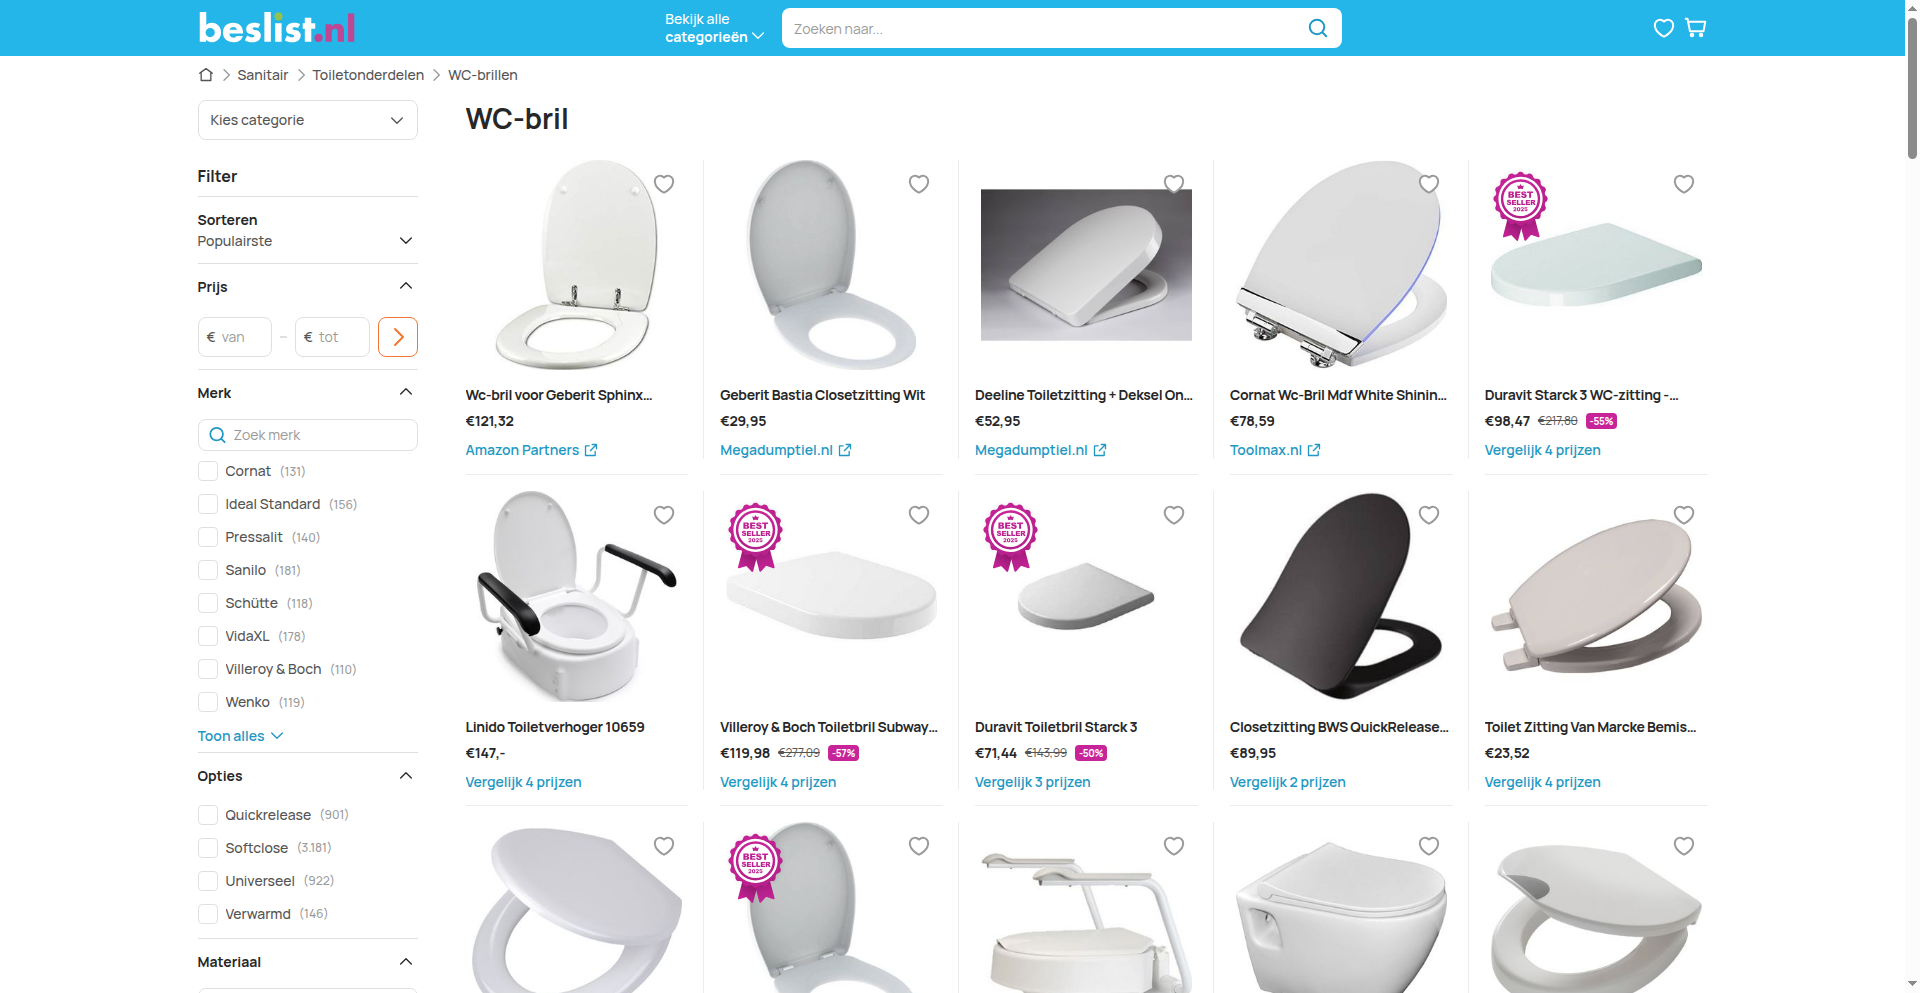 beslist.nl
Bekijk alle
categorieën
Zoeken naar...
Sanitair
Toiletonderdelen
WC-brillen
Kies categorie
WC-bril
Filter
Sorteren
Populairste
Prijs
€ van
–
€ tot
Merk
Zoek merk
Cornat (131)
Ideal Standard (156)
Pressalit (140)
Sanilo (181)
Schütte (118)
VidaXL (178)
Villeroy & Boch (110)
Wenko (119)
Toon alles
Opties
Quickrelease (901)
Softclose (3.181)
Universeel (922)
Verwarmd (146)
Materiaal
Wc-bril voor Geberit Sphinx...
€121,32
Amazon Partners
Geberit Bastia Closetzitting Wit
€29,95
Megadumptiel.nl
Deeline Toiletzitting + Deksel On...
€52,95
Megadumptiel.nl
Cornat Wc-Bril Mdf White Shinin...
€78,59
Toolmax.nl
BEST
SELLER
2025
Duravit Starck 3 WC-zitting -...
€98,47 €217,80 -55%
Vergelijk 4 prijzen
Linido Toiletverhoger 10659
€147,-
Vergelijk 4 prijzen
BEST
SELLER
2025
Villeroy & Boch Toiletbril Subway...
€119,98 €277,09 -57%
Vergelijk 4 prijzen
BEST
SELLER
2025
Duravit Toiletbril Starck 3
€71,44 €143,99 -50%
Vergelijk 3 prijzen
Closetzitting BWS QuickRelease...
€89,95
Vergelijk 2 prijzen
Toilet Zitting Van Marcke Bemis...
€23,52
Vergelijk 4 prijzen
BEST
SELLER
2025